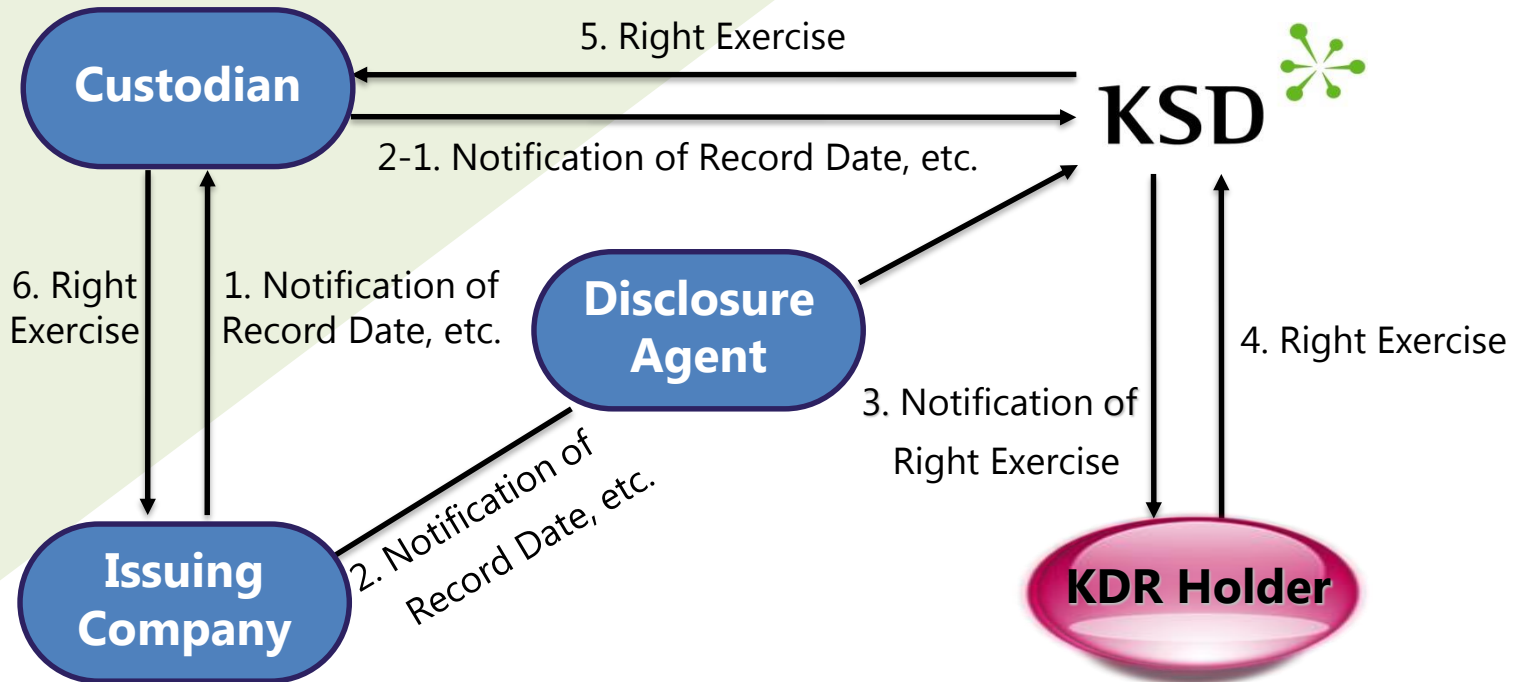 5. Right Exercise
Custodian
KSD
2-1. Notification of Record Date, etc.
6. Right
Exercise
1. Notification of
Record Date, etc.
Disclosure
Agent
4. Right Exercise
3. Notification of
Right Exercise
2. Notification of
Record Date, etc.
Issuing
Company
KDR Holder